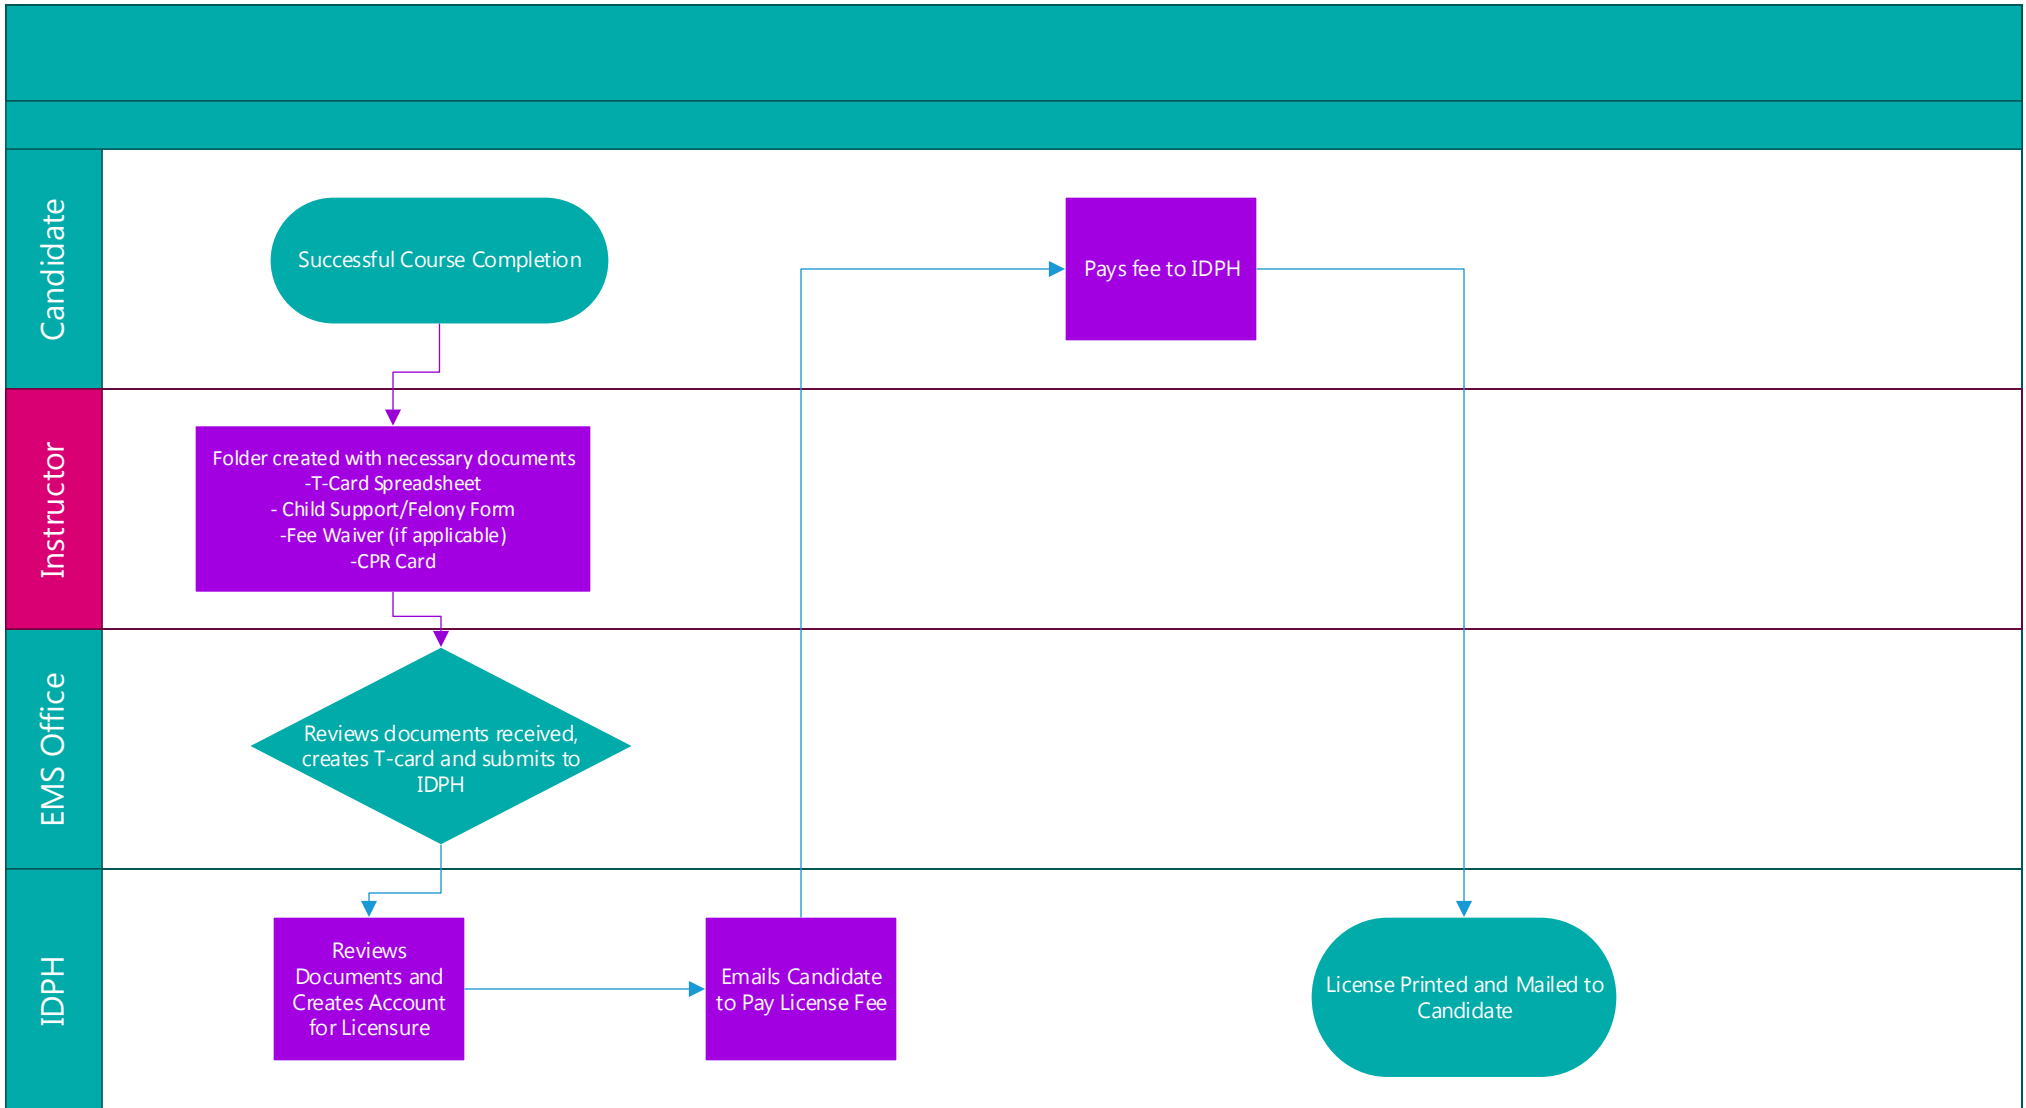 Candidate
Successful Course Completion
Pays fee to IDPH
Instructor
Folder created with necessary documents
-T-Card Spreadsheet
- Child Support/Felony Form
-Fee Waiver (if applicable)
-CPR Card
EMS Office
Reviews documents received,
creates T-card and submits to
IDPH
IDPH
Reviews
Documents and
Creates Account
for Licensure
Emails Candidate
to Pay License Fee
License Printed and Mailed to
Candidate